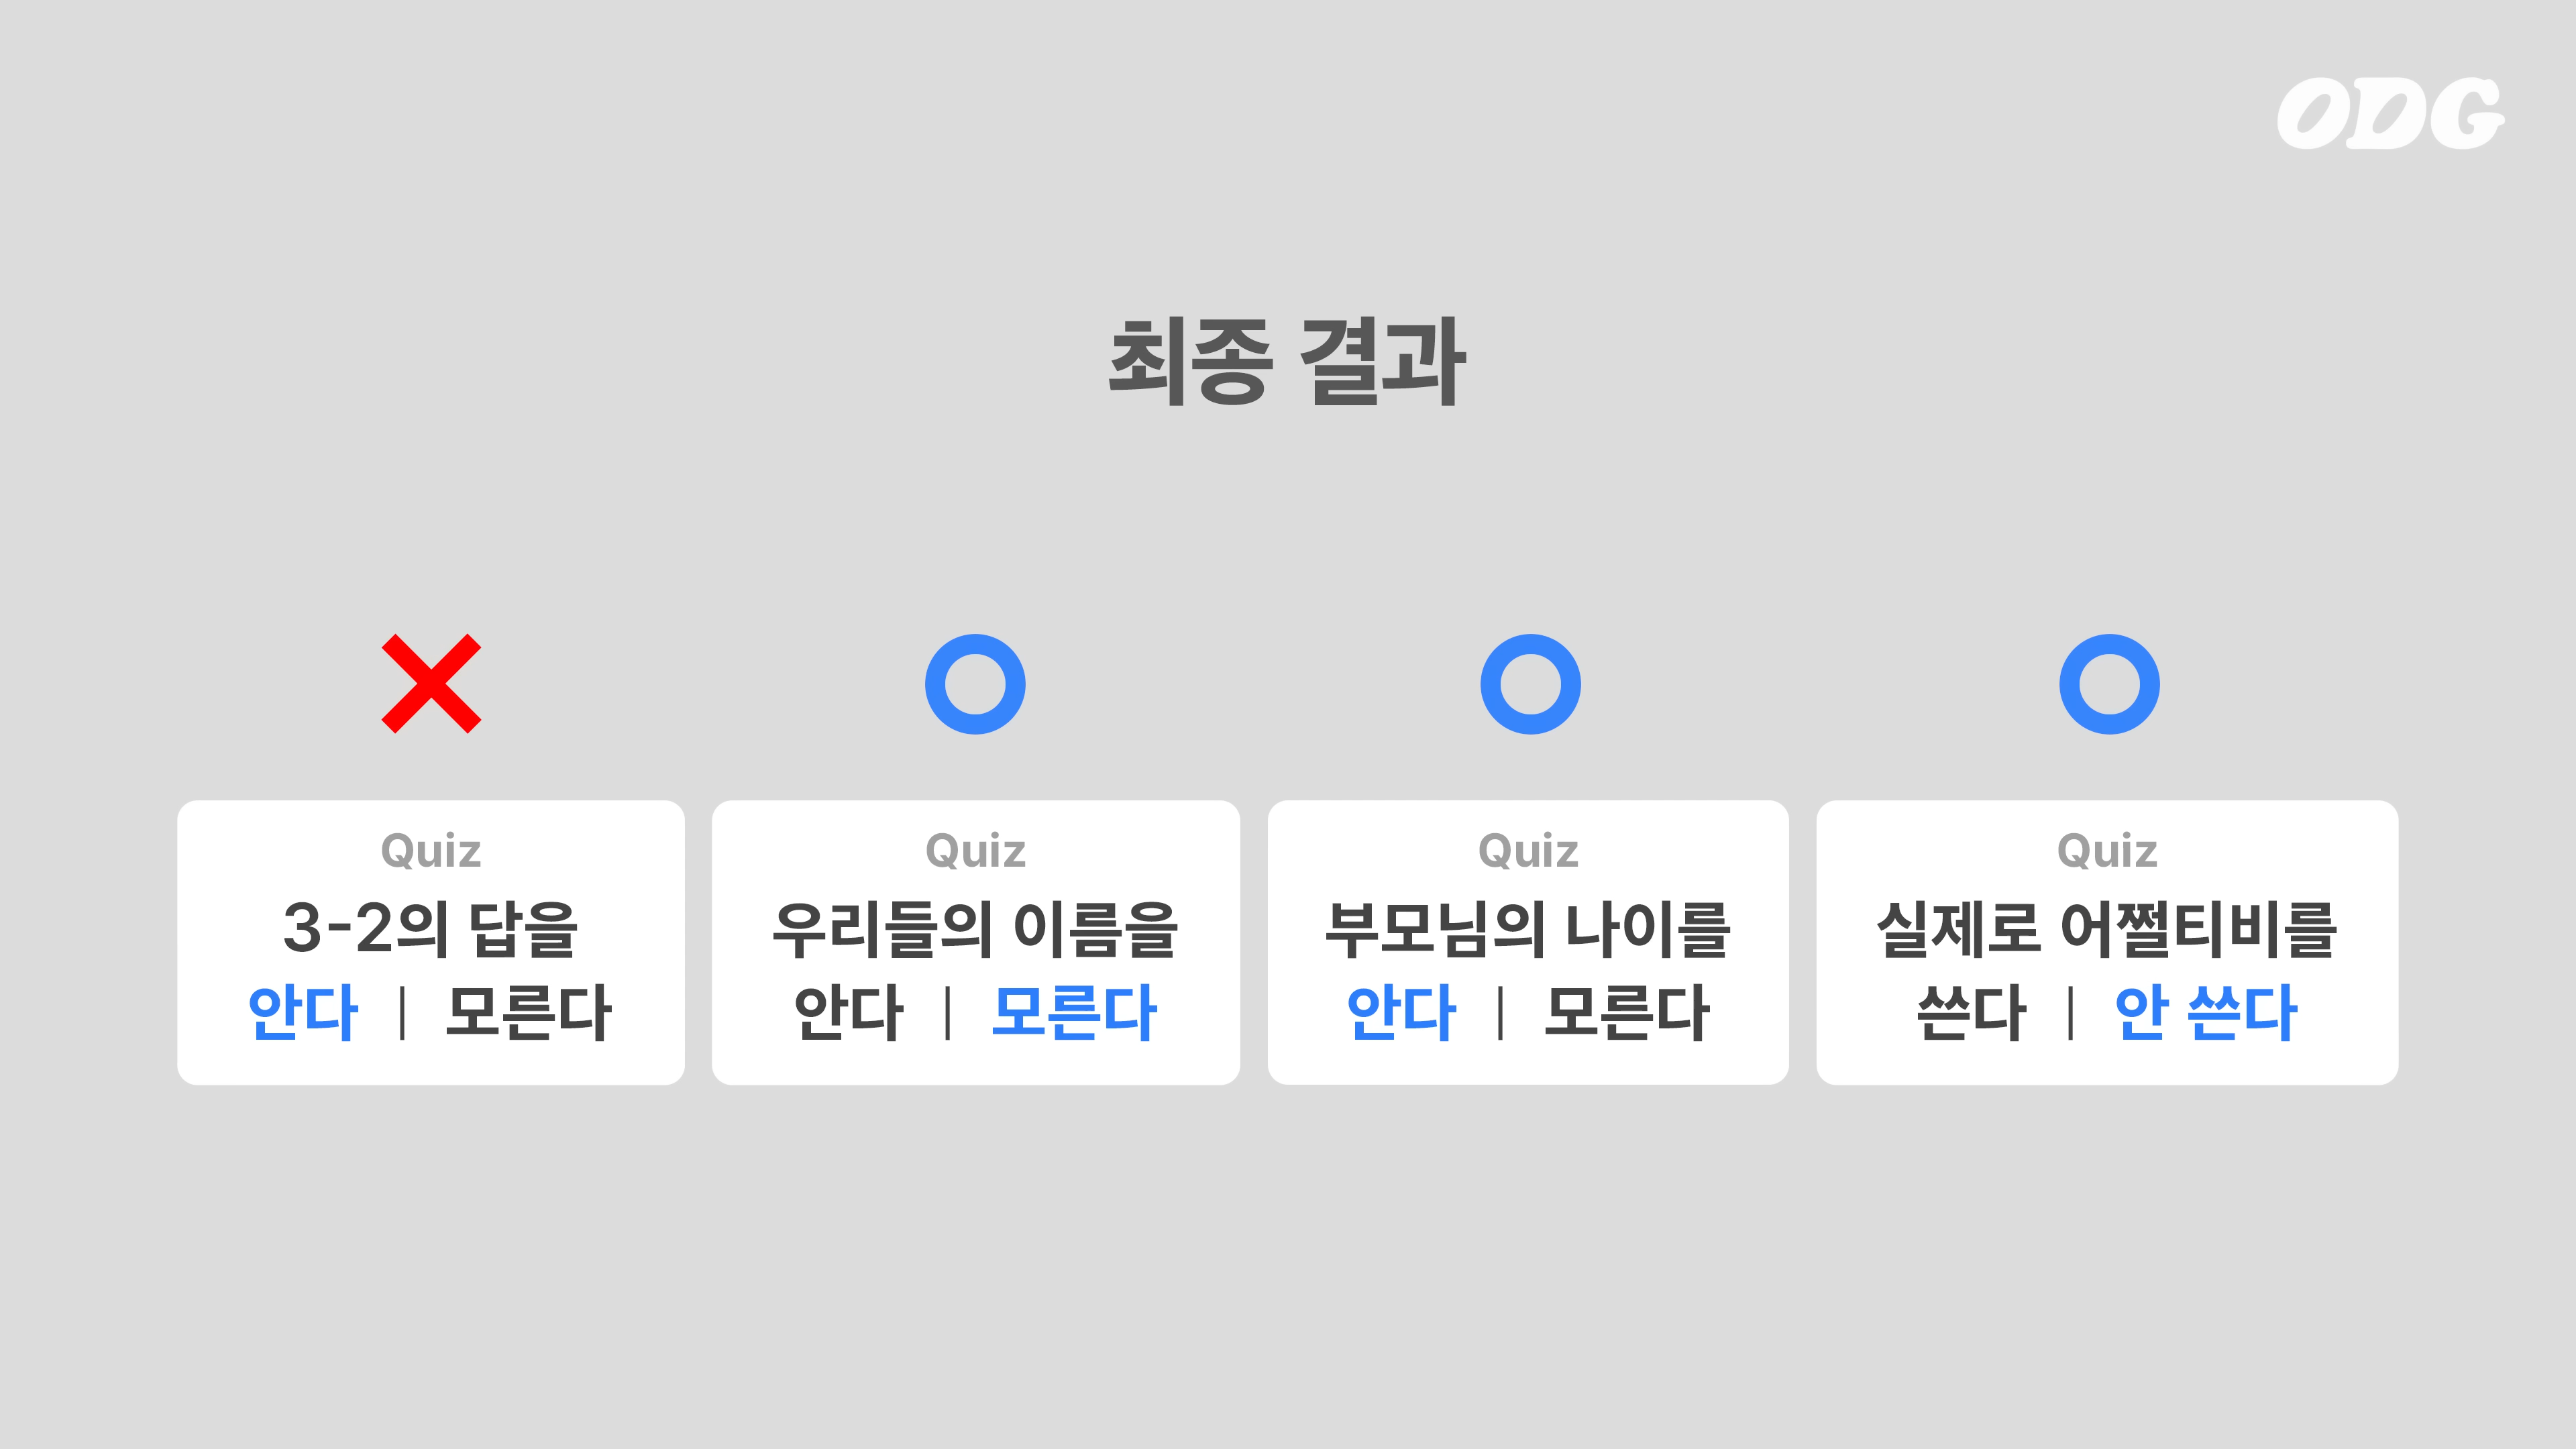 ODG
최종 결과
Quiz
3-2의 답을
안다 | 모른다
Quiz
우리들의 이름을
안다 | 모른다
Quiz
부모님의 나이를
안다 | 모른다
Quiz
실제로 어쩔티비를
쓴다 | 안 쓴다